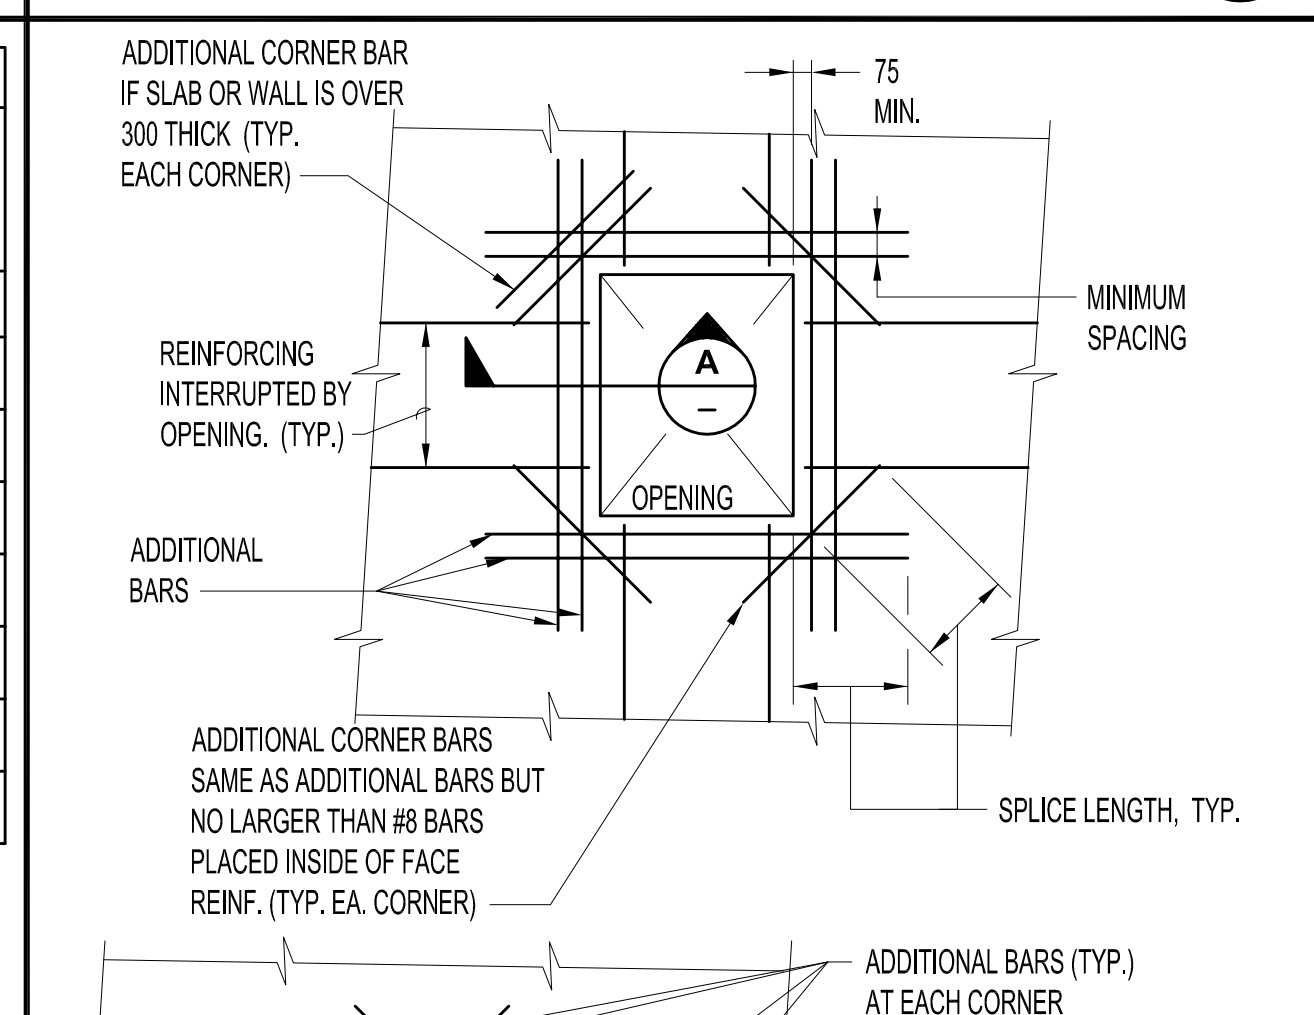 ADDITIONAL CORNER BAR
IF SLAB OR WALL IS OVER
300 THICK (TYP.
EACH CORNER)
75
MIN.
MINIMUM
SPACING
REINFORCING
INTERRUPTED BY
OPENING. (TYP.)
A
–
OPENING
ADDITIONAL
BARS
ADDITIONAL CORNER BARS
SAME AS ADDITIONAL BARS BUT
NO LARGER THAN #8 BARS
PLACED INSIDE OF FACE
REINF. (TYP. EA. CORNER)
SPLICE LENGTH, TYP.
ADDITIONAL BARS (TYP.)
AT EACH CORNER